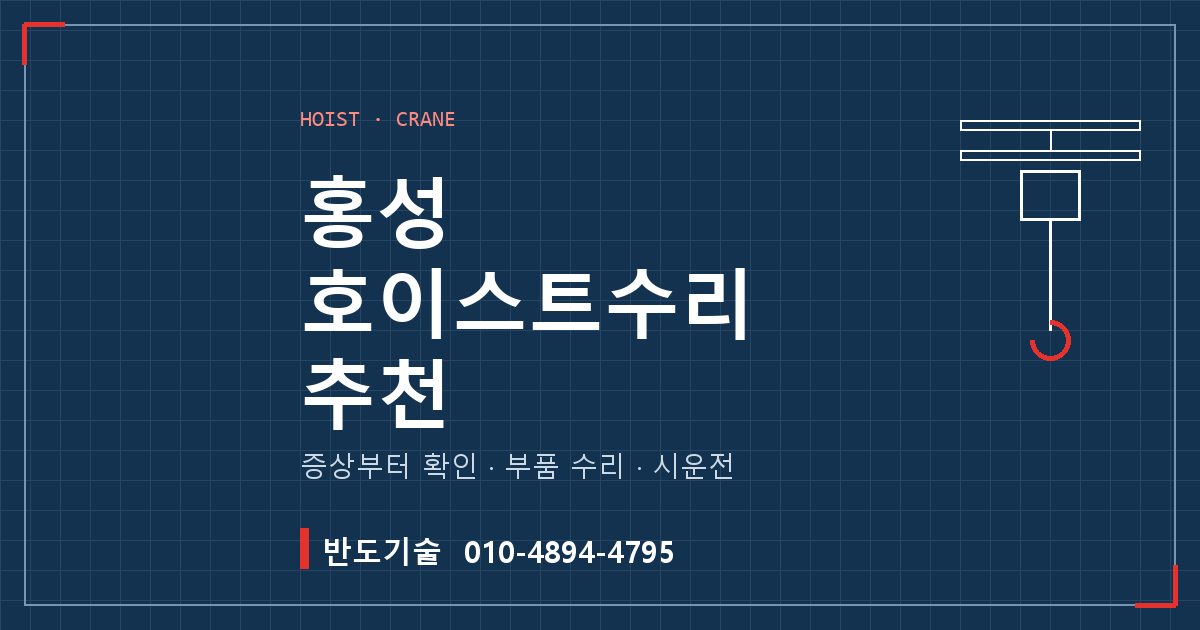 HOIST · CRANE
홍성
호이스트수리
추천
증상부터 확인 · 부품 수리 · 시운전
반도기술 010-4894-4795